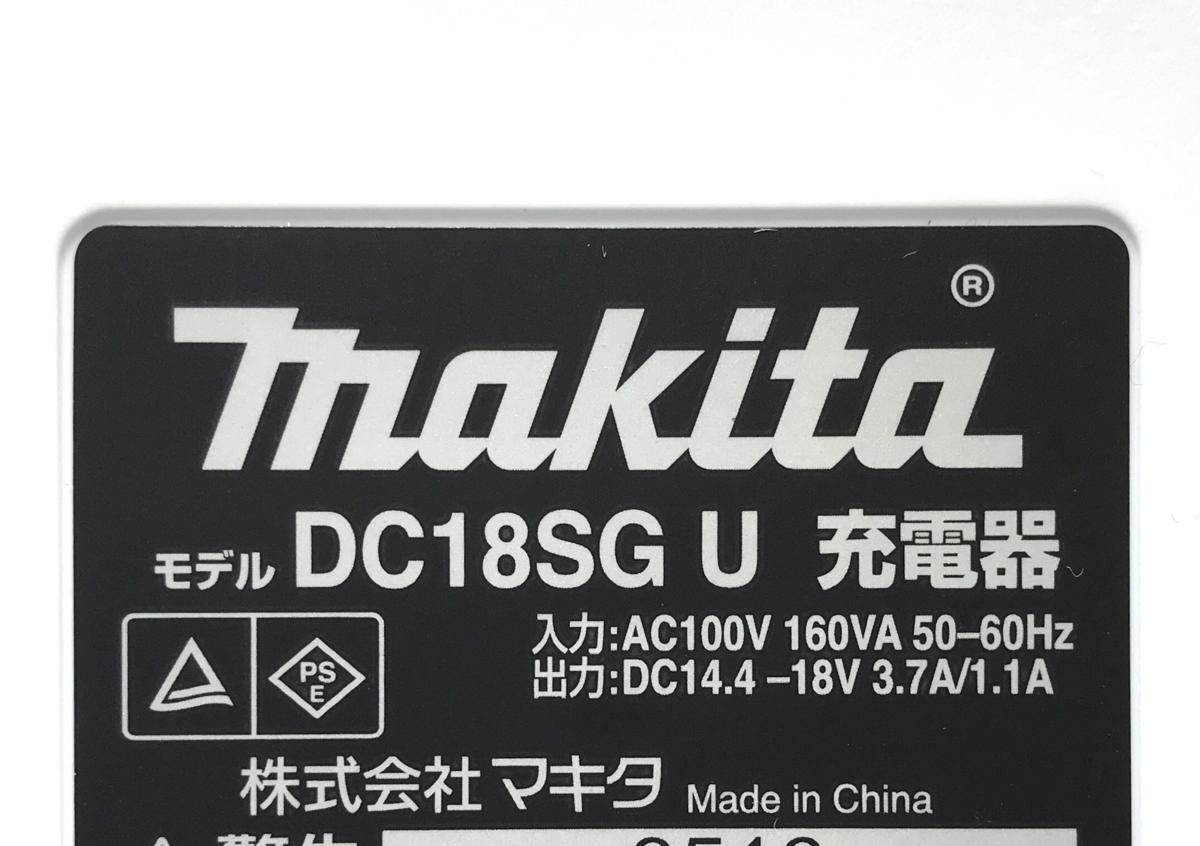 makita®
モデル DC18SG U 充電器
入力:AC100V 160VA 50–60Hz
出力:DC14.4 –18V 3.7A/1.1A
PS
E
株式会社マキタ Made in China